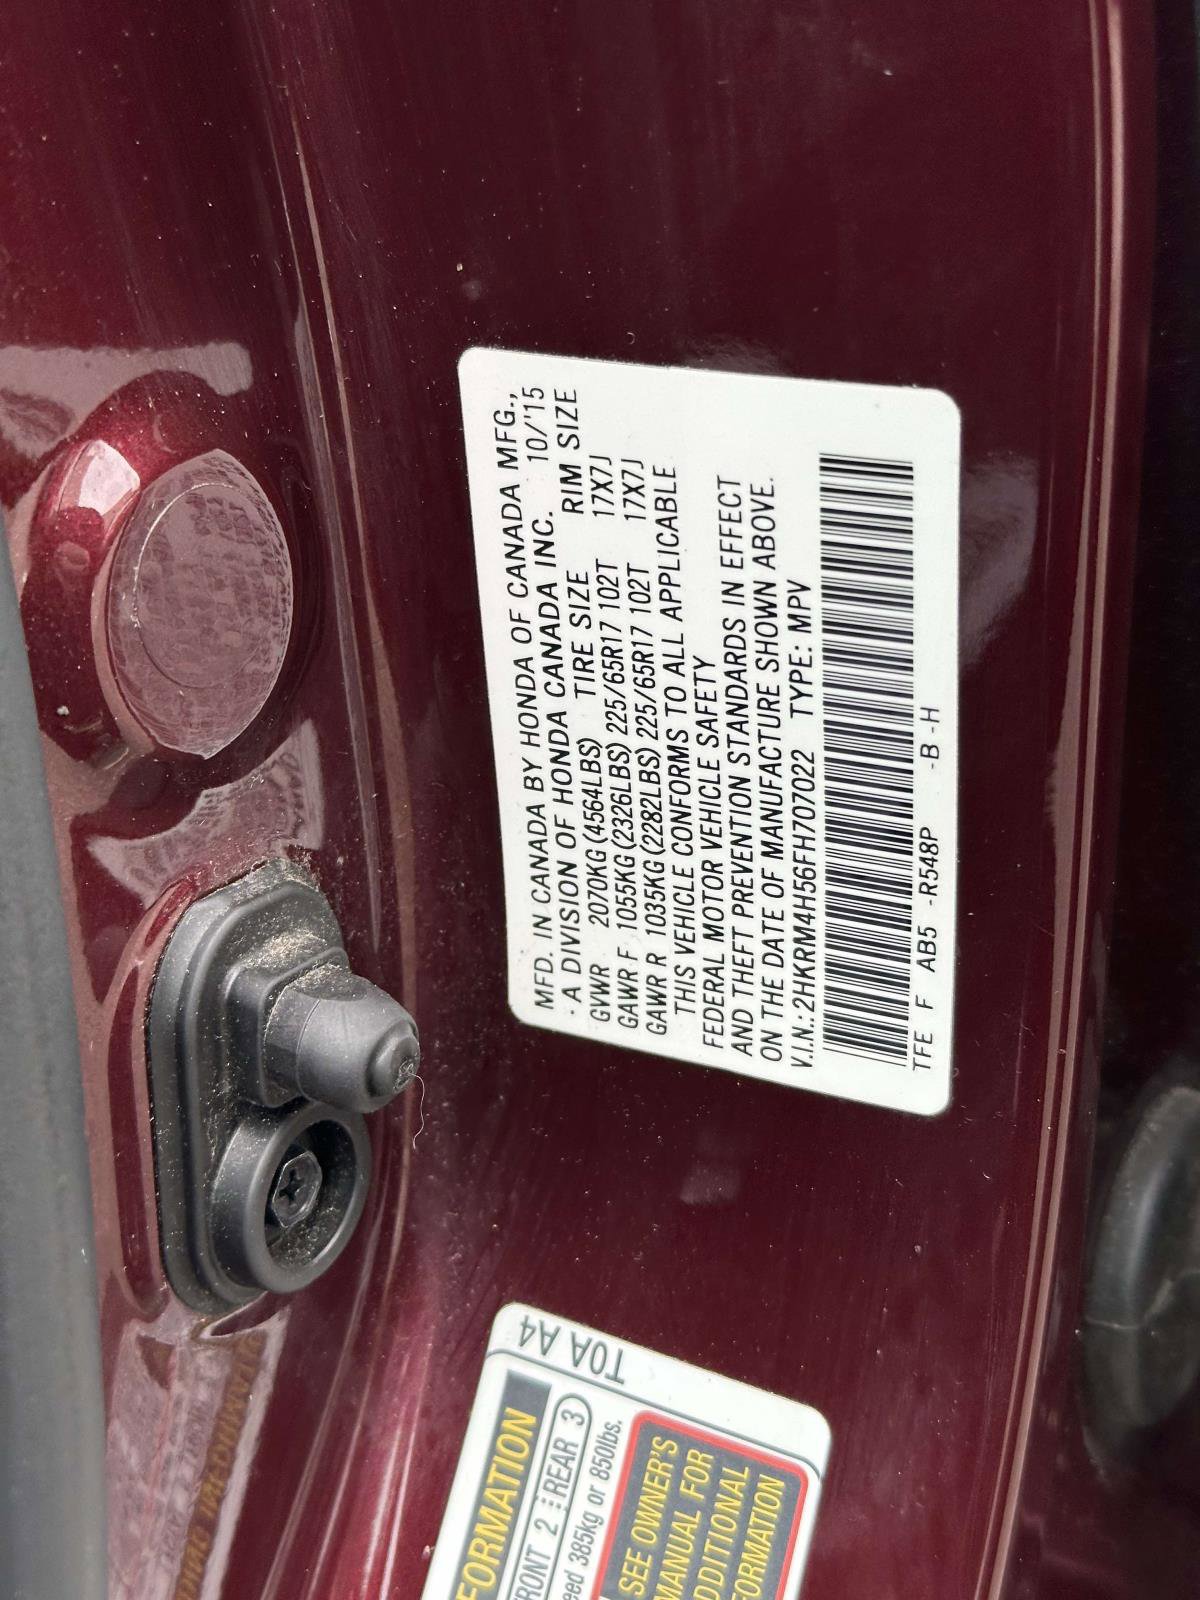 MFD. IN CANADA BY HONDA OF CANADA MFG.,
A DIVISION OF HONDA CANADA INC. 10/'15
GVWR 2070KG(4564LBS) TIRE SIZE RIM SIZE
GAWR F 1055KG(2326LBS) 225/65R17 102T 17X7J
GAWR R 1035KG(2282LBS) 225/65R17 102T 17X7J
THIS VEHICLE CONFORMS TO ALL APPLICABLE
FEDERAL MOTOR VEHICLE SAFETY
AND THEFT PREVENTION STANDARDS IN EFFECT
ON THE DATE OF MANUFACTURE SHOWN ABOVE.
V.I.N.:2HKRM4H56FH707022 TYPE: MPV
TFE F AB5 -R548P -B -H
T0A A4
FORMATION
FRONT 2 REAR 3
eed 385kg or 850lbs.
SEE OWNER'S
MANUAL FOR
DDITIONAL
FORMATION